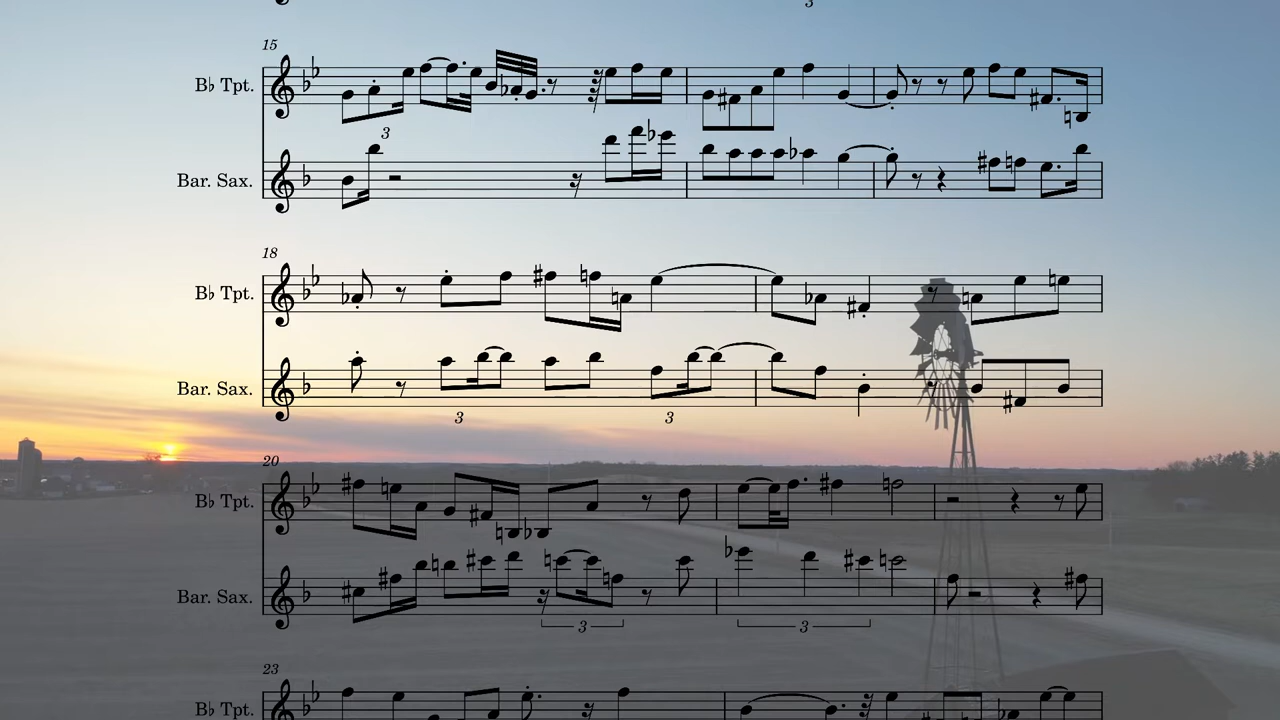 3
15
B♭ Tpt.
3
Bar. Sax.
18
B♭ Tpt.
Bar. Sax.
3 3
20
B♭ Tpt.
Bar. Sax.
3 3
23
B♭ Tpt.